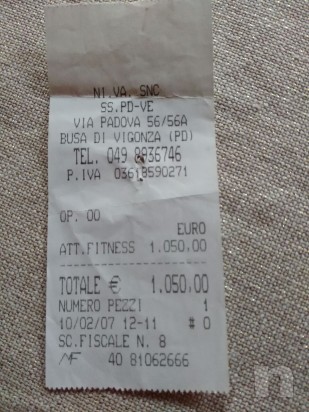 NI.VA. SNC
SS.PD-VE
VIA PADOVA 56/56A
BUSA DI VIGONZA (PD)
TEL. 049 8936746
P.IVA 03618590271
OP. 00
EURO
ATT.FITNESS 1.050,00
TOTALE € 1.050,00
NUMERO PEZZI 1
10/02/07 12-11 # 0
SC.FISCALE N. 8
MF 40 81062666
n